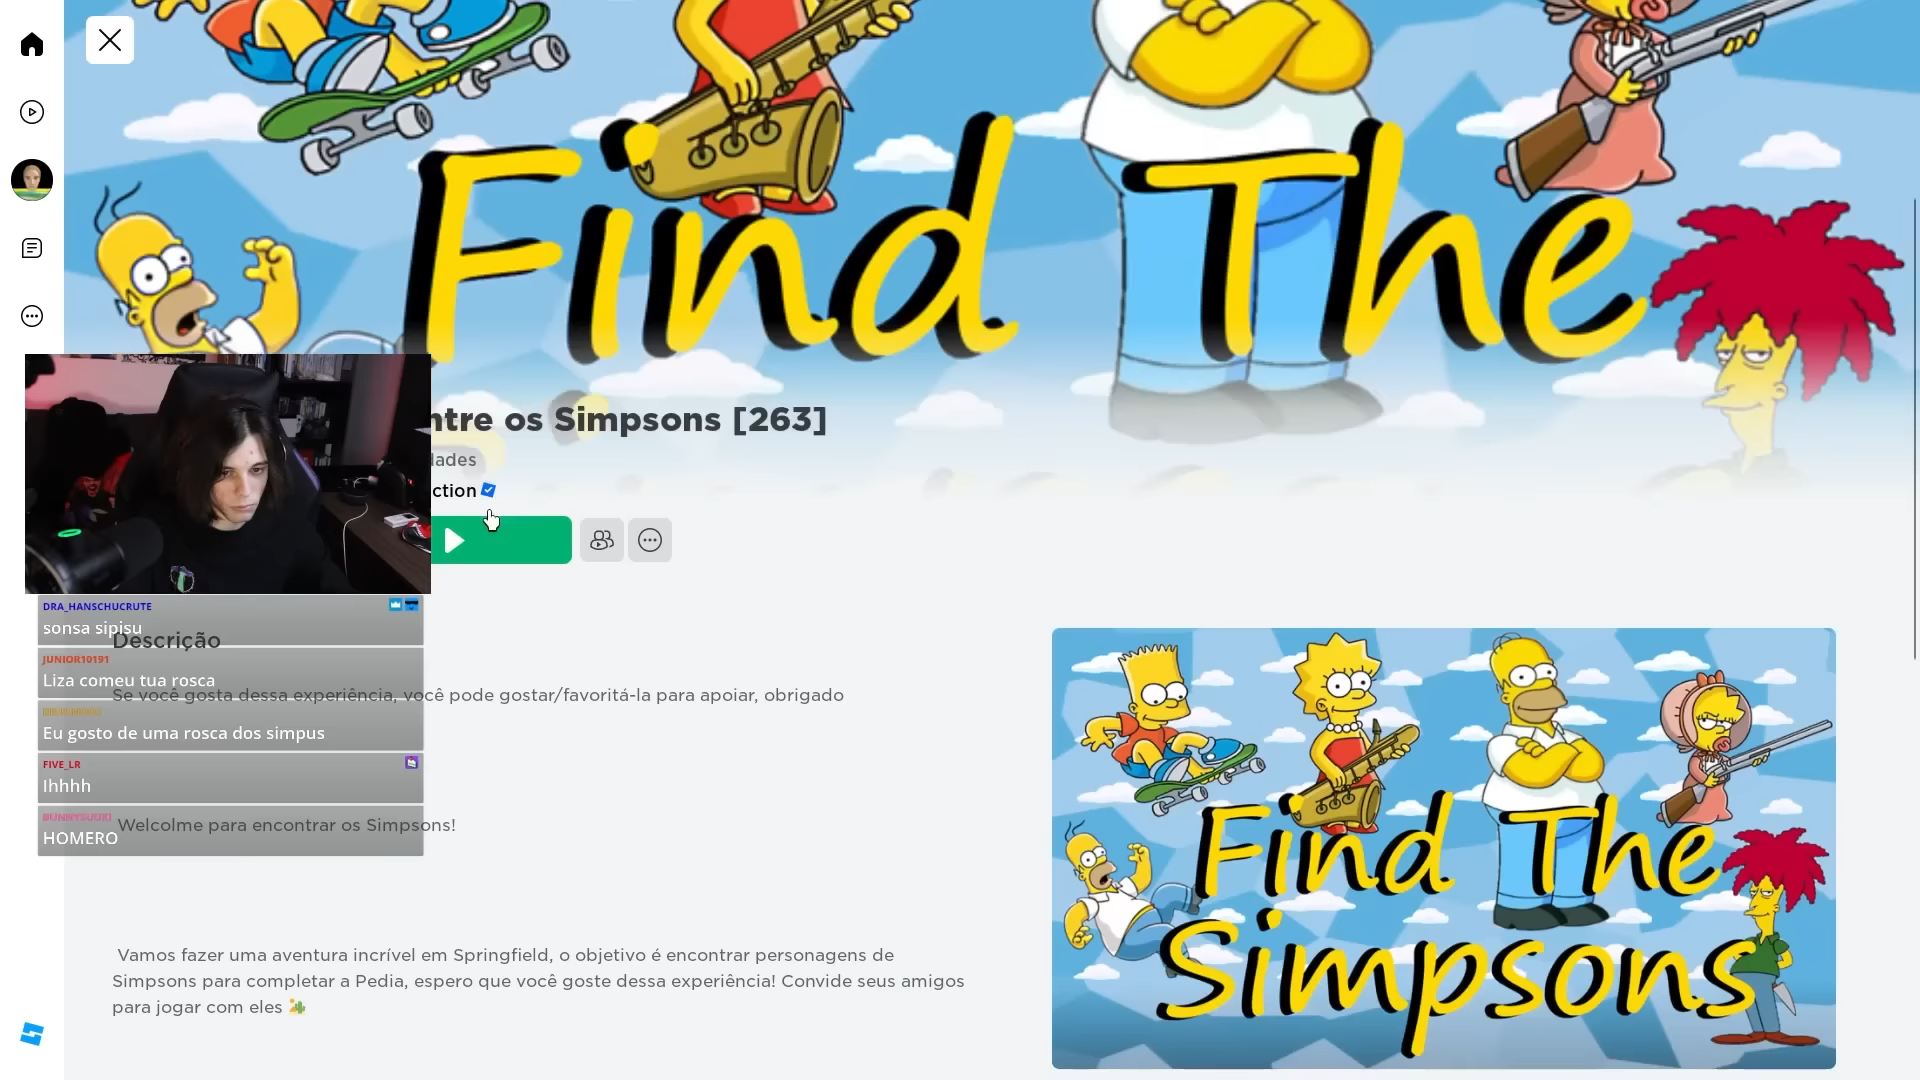 Find The
ntre os Simpsons [263]
dades
ction
DRA_HANSCHUCRUTE
sonsa sipisu
Descrição
JUNIOR10191
Liza comeu tua rosca
Se você gosta dessa experiência, você pode gostar/favoritá-la para apoiar, obrigado
Eu gosto de uma rosca dos simpus
FIVE_LR
Ihhhh
Welcolme para encontrar os Simpsons!
HOMERO
Vamos fazer uma aventura incrível em Springfield, o objetivo é encontrar personagens de
Simpsons para completar a Pedia, espero que você goste dessa experiência! Convide seus amigos
para jogar com eles
Find The
Simpsons